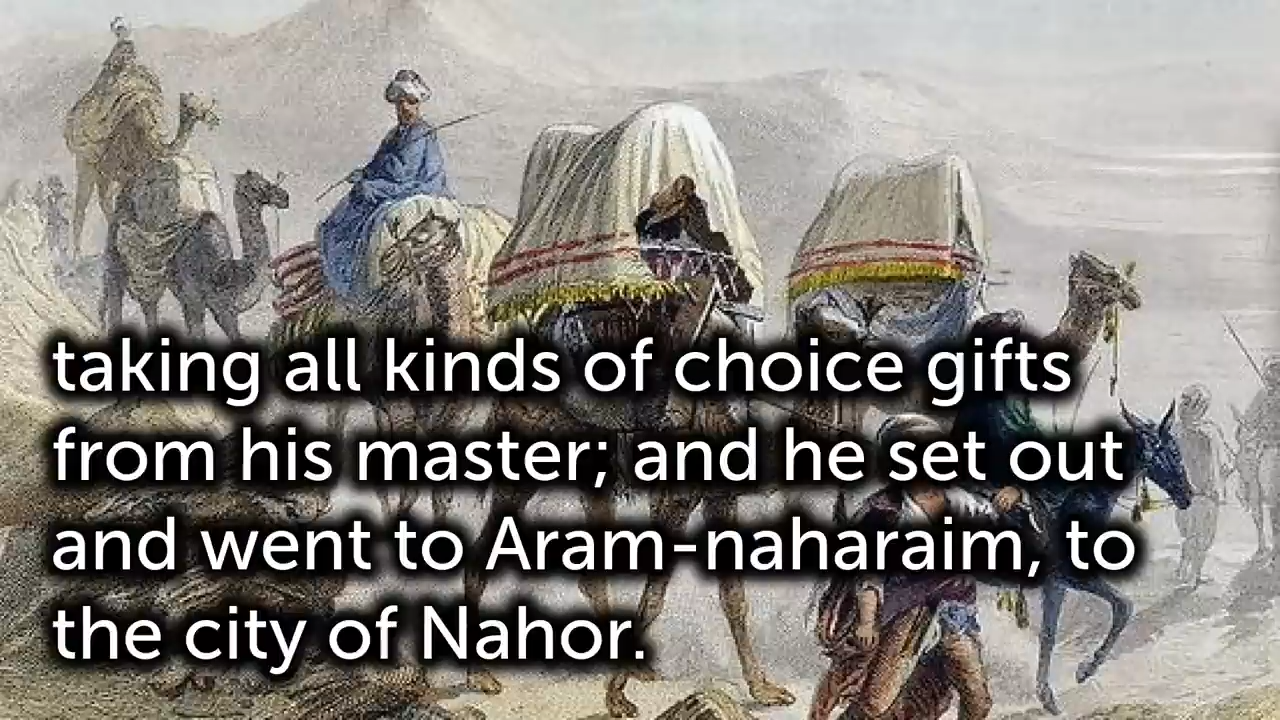 taking all kinds of choice gifts
from his master; and he set out
and went to Aram-naharaim, to
the city of Nahor.